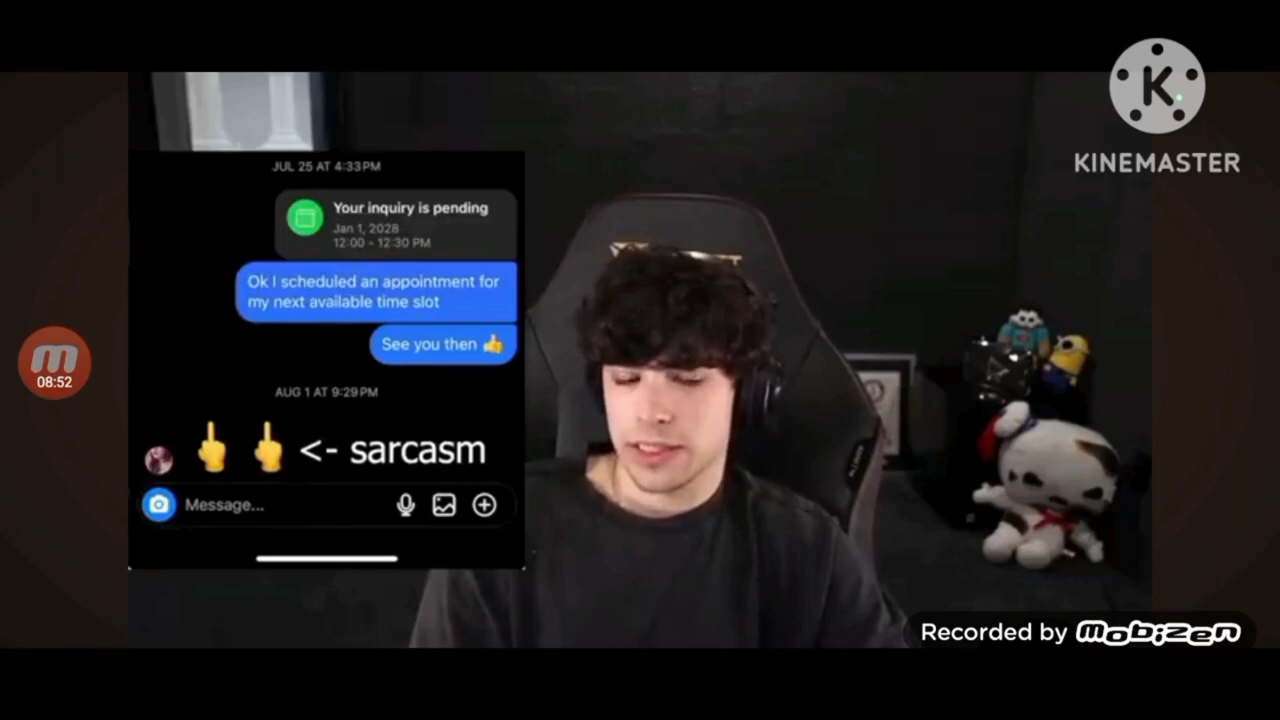 JUL 25 AT 4:33 PM
Your inquiry is pending
Jan 1, 2028
12:00 - 12:30 PM
Ok I scheduled an appointment for
my next available time slot
See you then 👍
AUG 1 AT 9:29 PM
🖕 🖕 <- sarcasm
Message...
K
KINEMASTER
m
08:52
Recorded by mobizen